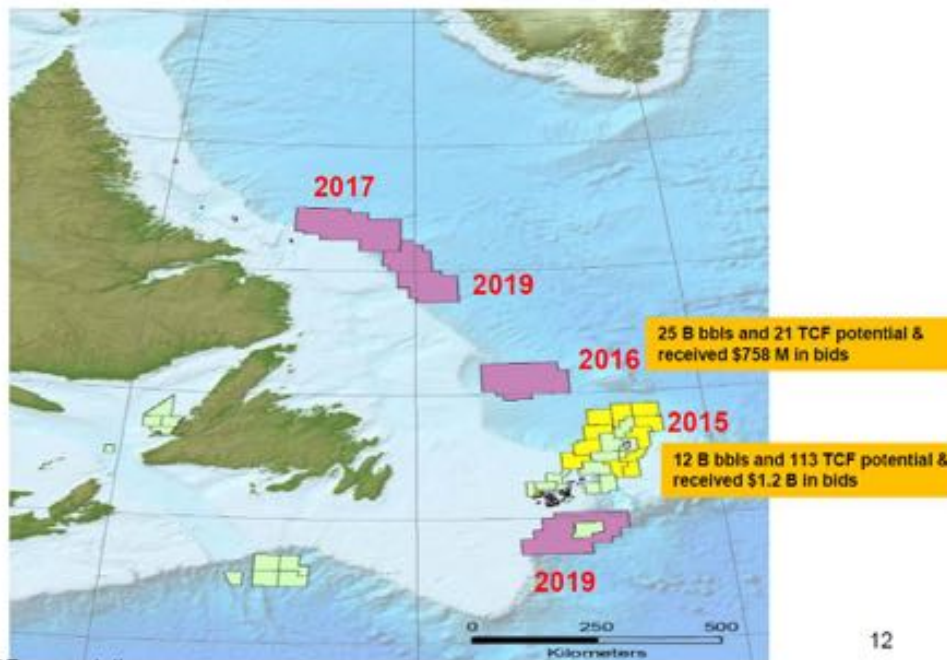 2017
2019
25 B bbls and 21 TCF potential &
received $758 M in bids
2016
2015
12 B bbls and 113 TCF potential &
received $1.2 B in bids
2019
0 250 500
Kilometers
12